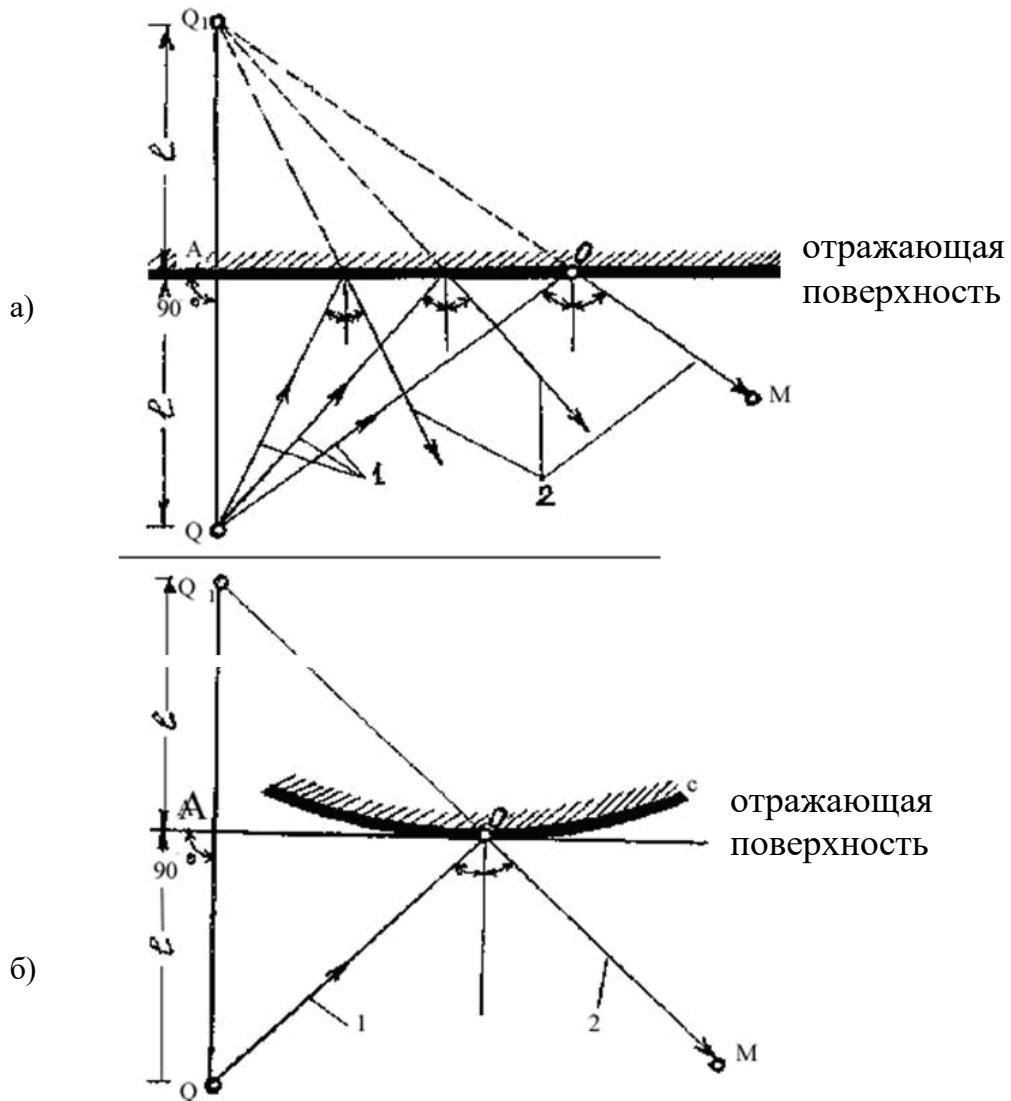 Q1
ℓ
A
O
отражающая
поверхность
а)
90 °
ℓ
M
1
2
Q
Q 1
ℓ
A
O
c
отражающая
поверхность
90 °
ℓ
б)
1
2
M
Q